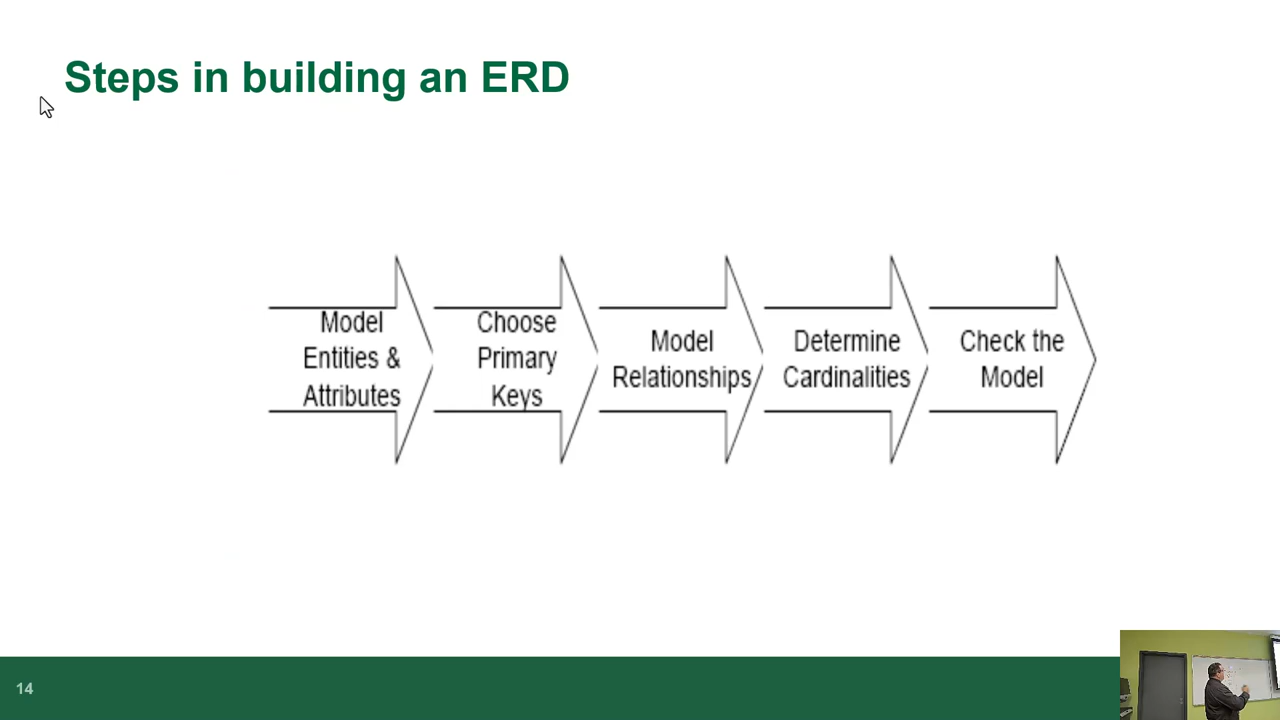 Steps in building an ERD
Model
Entities &
Attributes
Choose
Primary
Keys
Model
Relationships
Determine
Cardinalities
Check the
Model
14